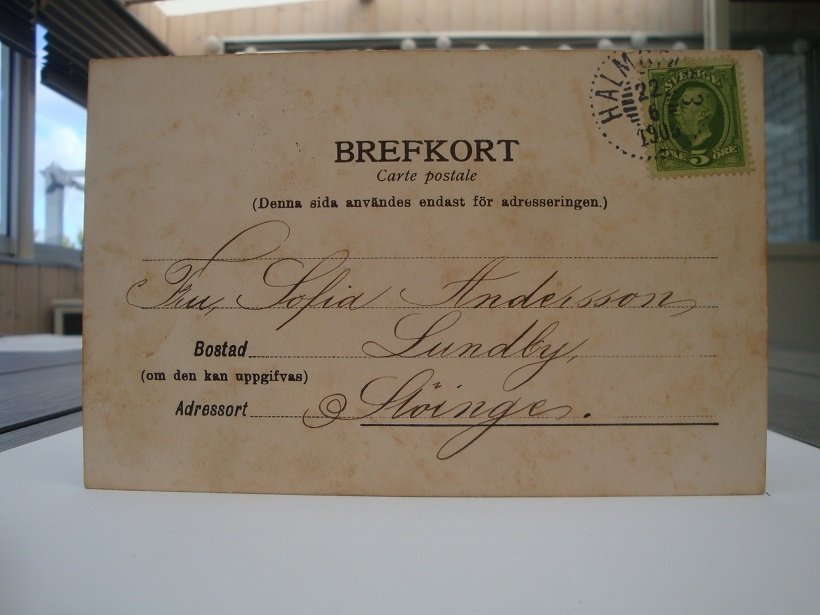 HALMSTAD
22
6
190
SVERIGE
5 ÖRE
BREFKORT
Carte postale
(Denna sida användes endast för adresseringen.)
Fru, Sofia Andersson,
Bostad Lundby,
(om den kan uppgifvas)
Adressort Slöinge.